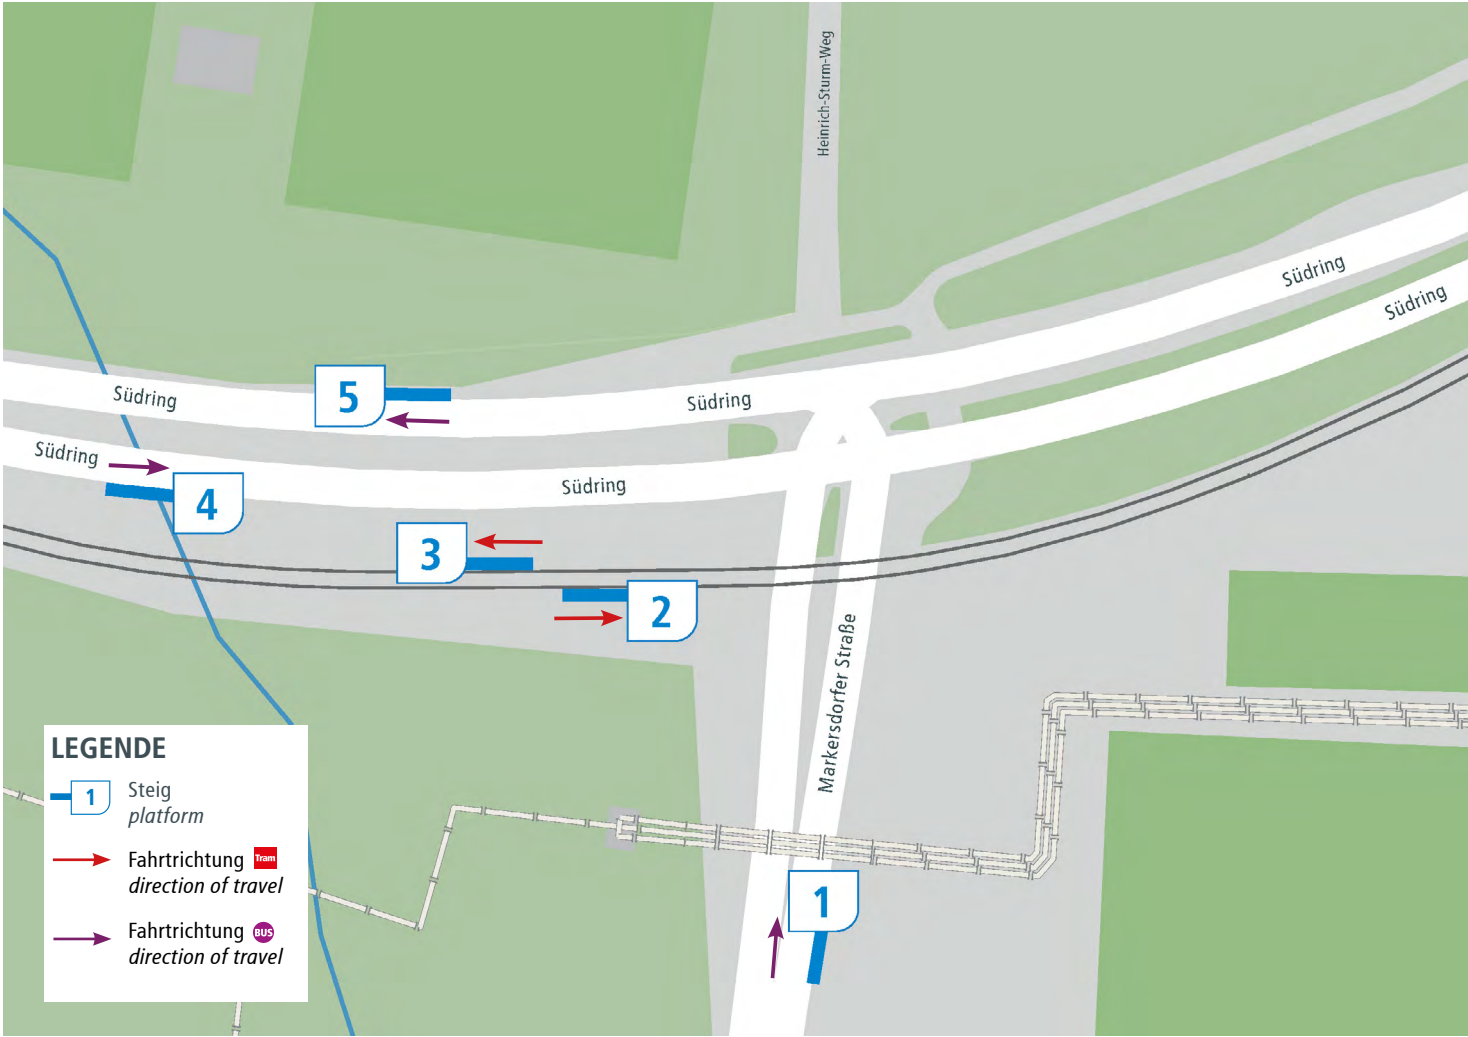 Heinrich-Sturm-Weg
Südring
Südring
5
Südring
Südring
Südring
4
Südring
3
2
Markersdorfer Straße
1
LEGENDE
1 Steig
platform
Fahrtrichtung Tram
direction of travel
Fahrtrichtung BUS
direction of travel